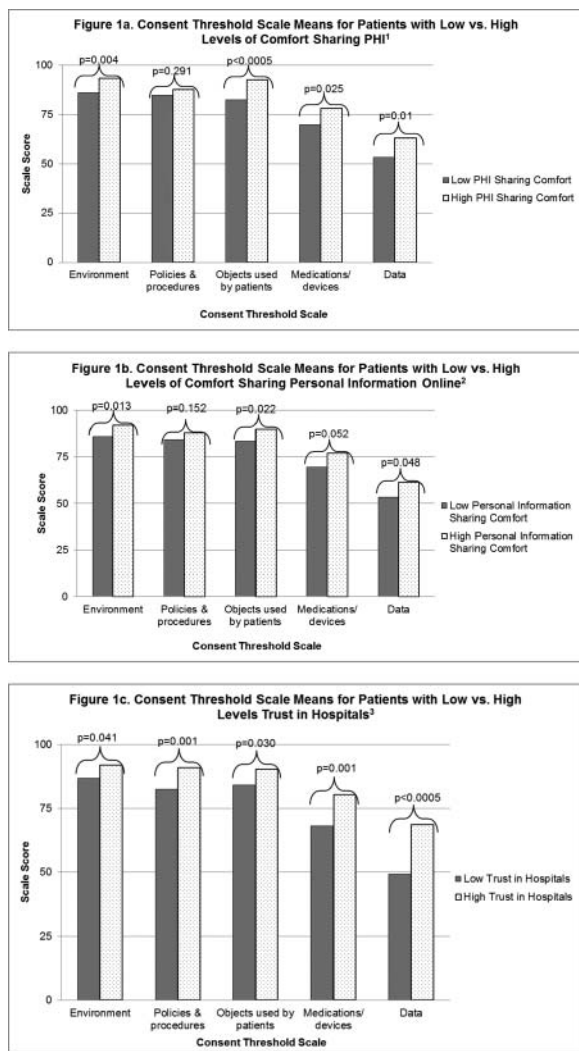 Figure 1a. Consent Threshold Scale Means for Patients with Low vs. High
Levels of Comfort Sharing PHI¹
p=0.004
p=0.291
p<0.0005
p=0.025
p=0.01
100
75
50
25
0
Scale Score
Low PHI Sharing Comfort
High PHI Sharing Comfort
Environment
Policies &
procedures
Objects used
by patients
Medications/
devices
Data
Consent Threshold Scale
Figure 1b. Consent Threshold Scale Means for Patients with Low vs. High
Levels of Comfort Sharing Personal Information Online²
p=0.013
p=0.152
p=0.022
p=0.052
p=0.048
100
75
50
25
0
Scale Score
Low Personal Information
Sharing Comfort
High Personal Information
Sharing Comfort
Environment
Policies &
procedures
Objects used
by patients
Medications/
devices
Data
Consent Threshold Scale
Figure 1c. Consent Threshold Scale Means for Patients with Low vs. High
Levels Trust in Hospitals³
p=0.041
p=0.001
p=0.030
p=0.001
p<0.0005
100
75
50
25
0
Scale Score
Low Trust in Hospitals
High Trust in Hospitals
Environment
Policies &
procedures
Objects used by
patients
Medications/
devices
Data
Consent Threshold Scale